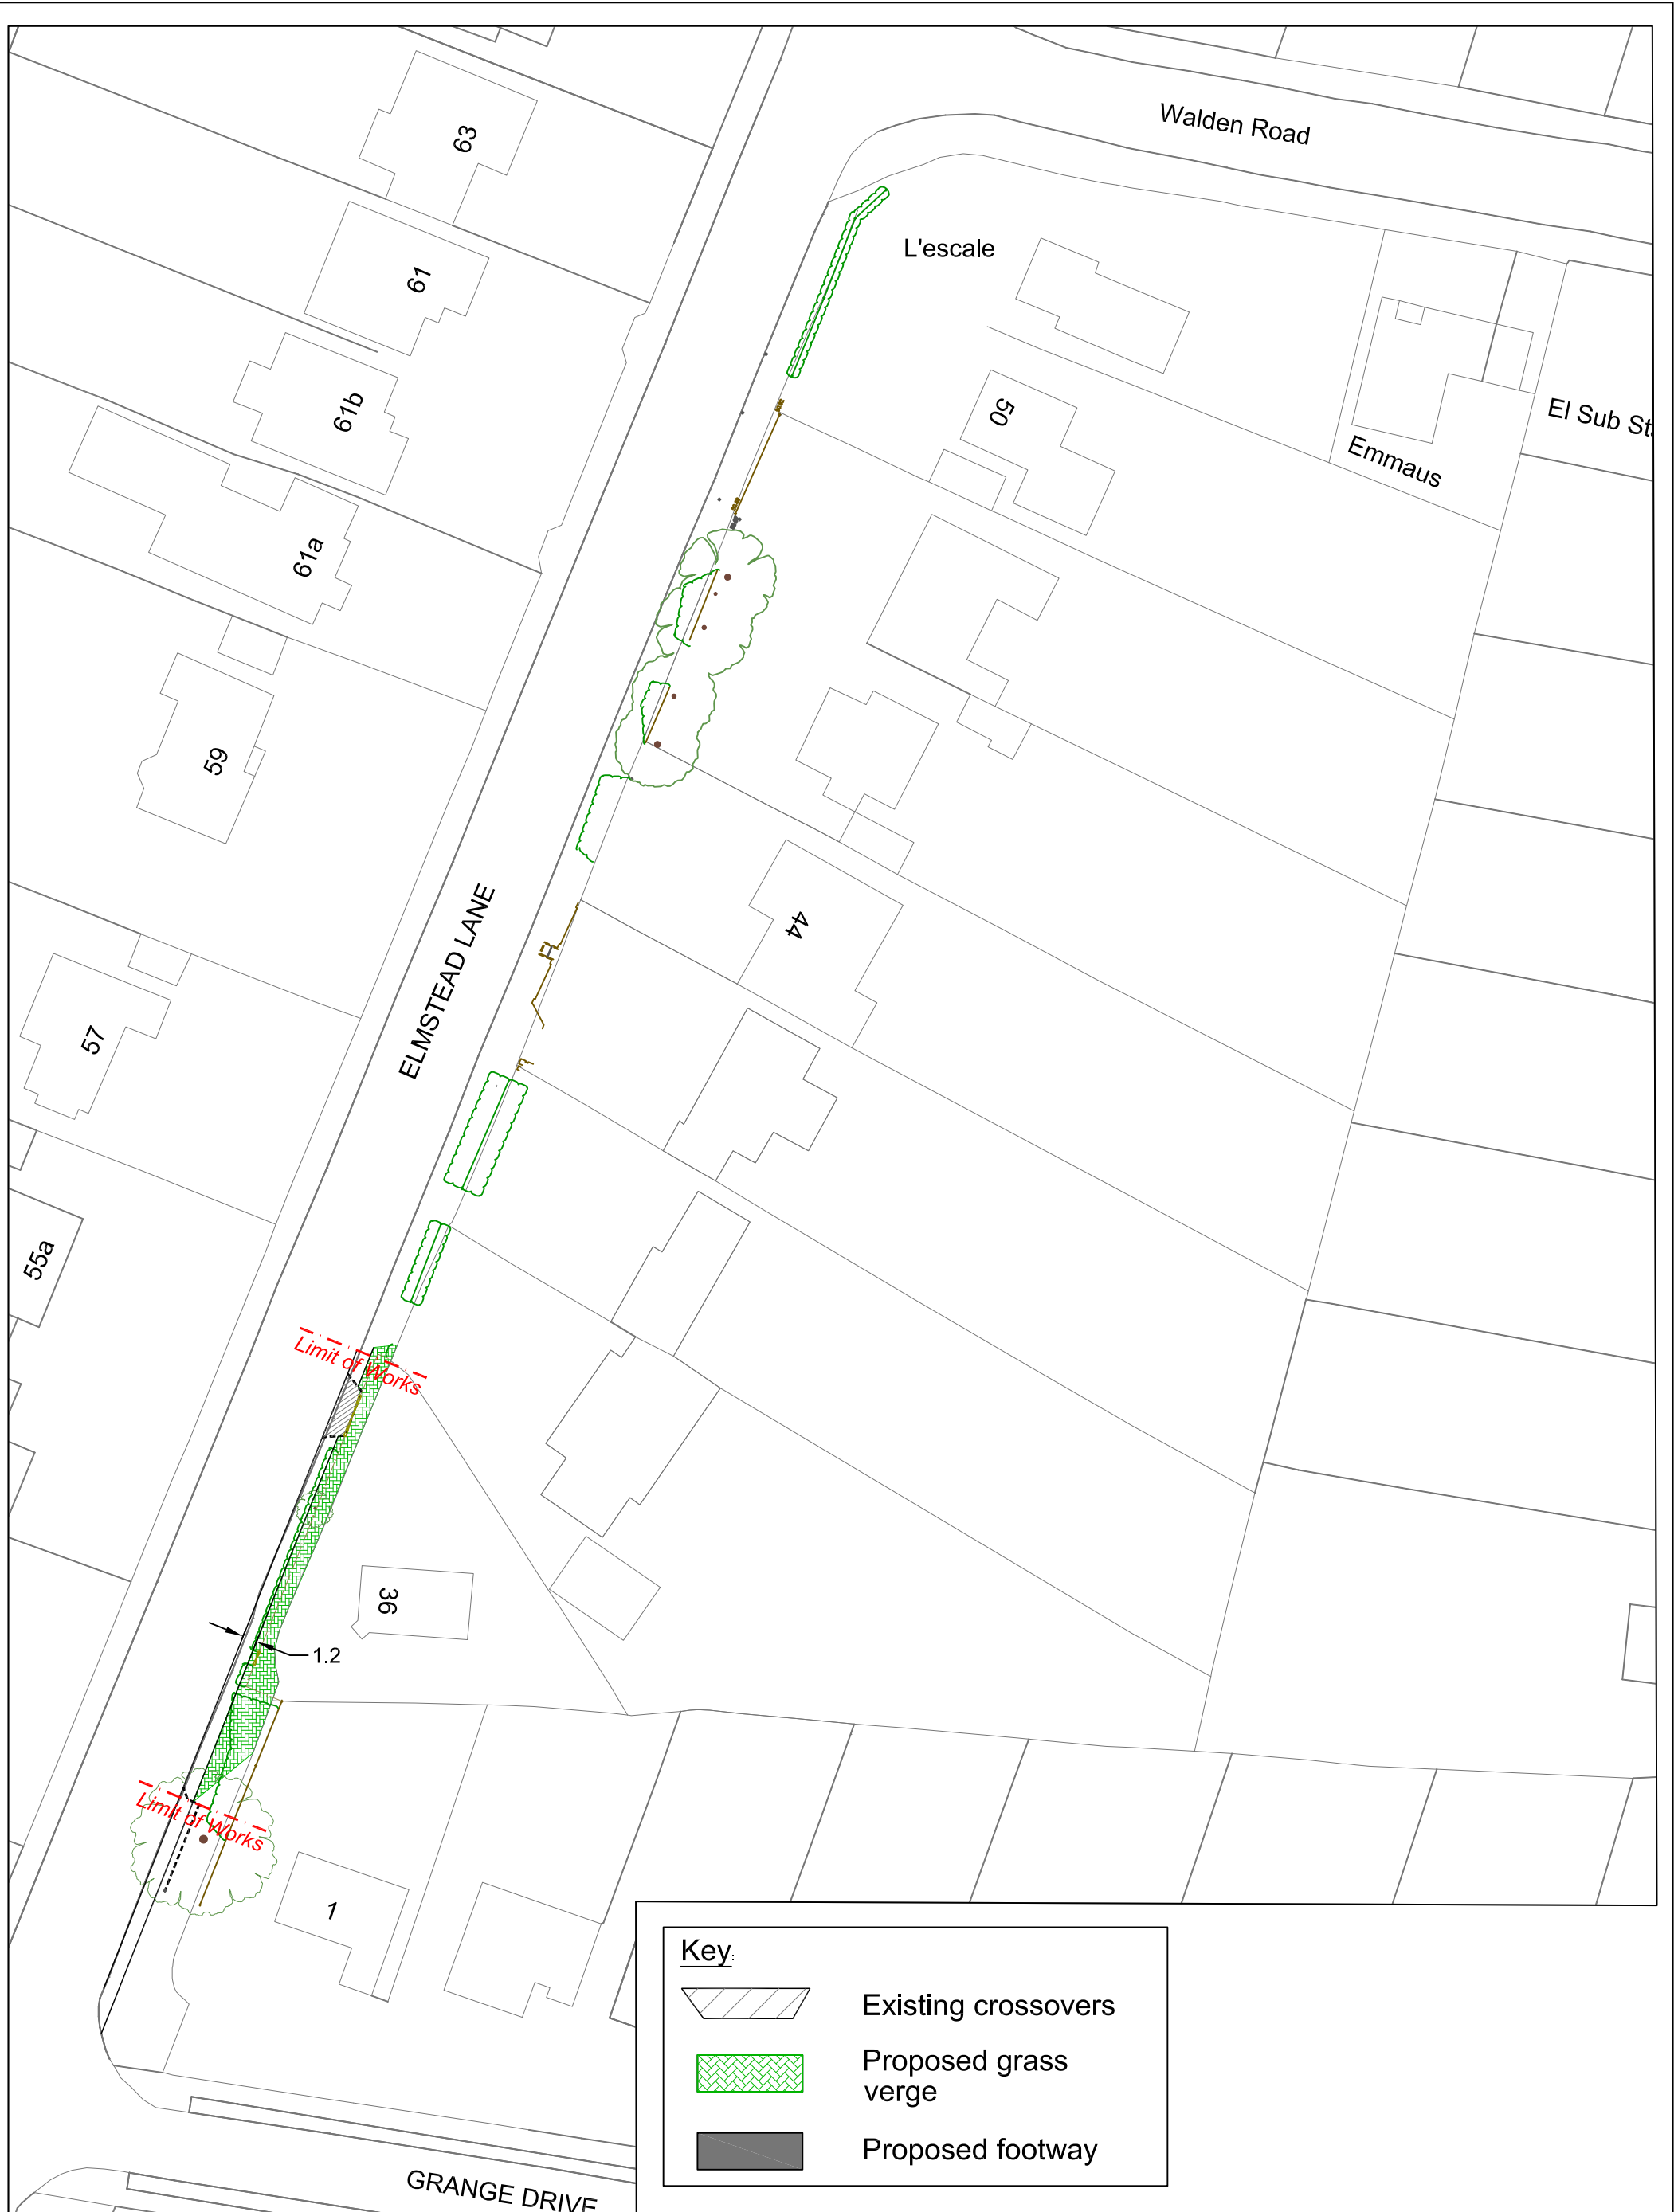 Walden Road
63
L'escale
61
61b
50
El Sub
Emmaus
61a
59
44
ELMSTEAD LANE
57
55a
Limit of Works
36
1.2
Limit of Works
1
Key:
Existing crossovers
Proposed grass
verge
Proposed footway
GRANGE DRIVE